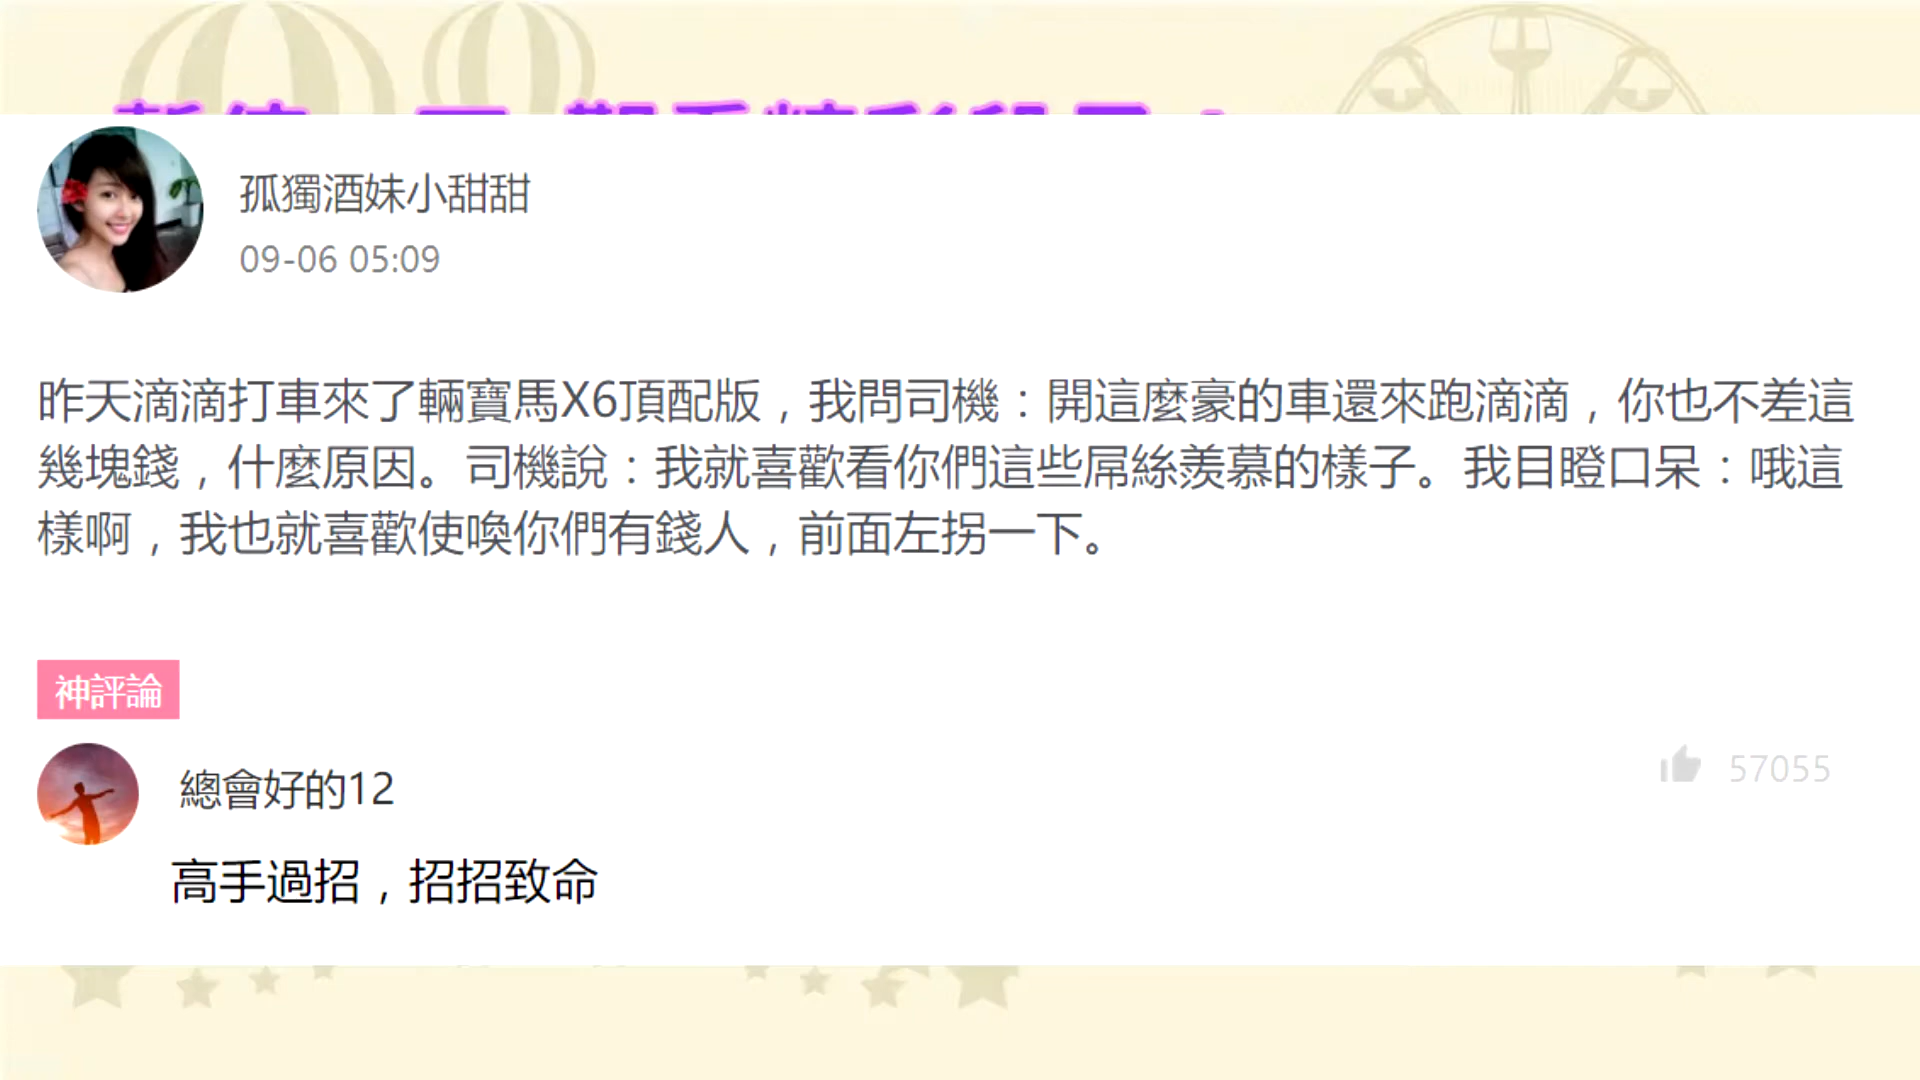 孤獨酒妹小甜甜
09-06 05:09
昨天滴滴打車來了輛寶馬X6頂配版，我問司機：開這麼豪的車還來跑滴滴，你也不差這
幾塊錢，什麼原因。司機說：我就喜歡看你們這些屌絲羨慕的樣子。我目瞪口呆：哦這
樣啊，我也就喜歡使喚你們有錢人，前面左拐一下。
神評論
總會好的12
57055
高手過招，招招致命